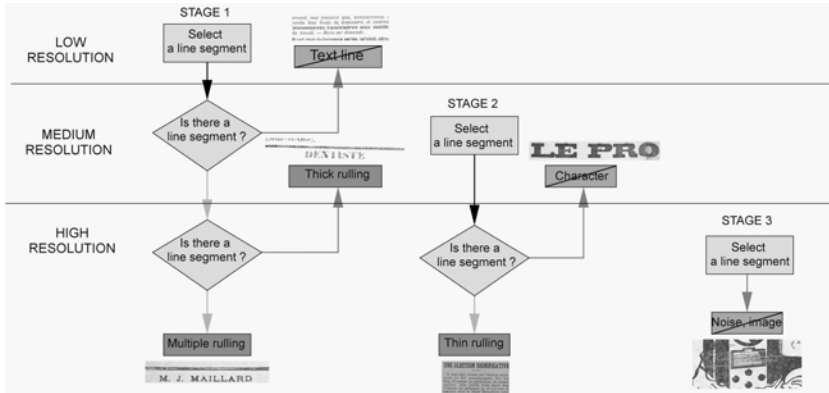 STAGE 1
LOW
RESOLUTION
Select
a line segment
Text line
MEDIUM
RESOLUTION
Is there a
line segment ?
DENTISTE
Thick rulling
STAGE 2
Select
a line segment
LE PRO
Character
HIGH
RESOLUTION
Is there a
line segment ?
Multiple rulling
M. J. MAILLARD
Is there a
line segment ?
Thin rulling
STAGE 3
Select
a line segment
Noise, image